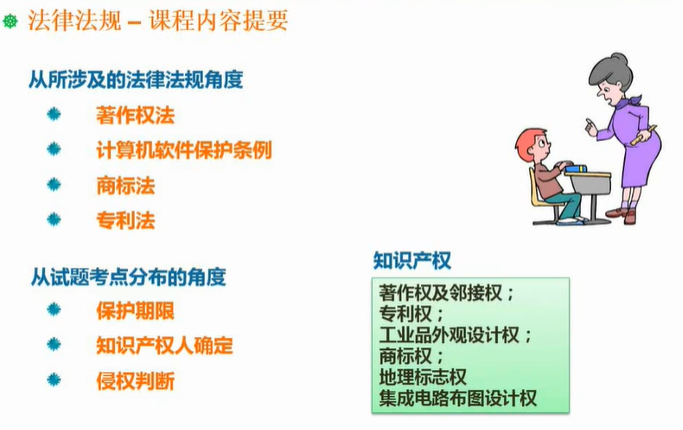 法律法规 – 课程内容提要
从所涉及的法律法规角度
著作权法
计算机软件保护条例
商标法
专利法
从试题考点分布的角度
保护期限
知识产权人确定
侵权判断
知识产权
著作权及邻接权；
专利权；
工业品外观设计权；
商标权；
地理标志权
集成电路布图设计权